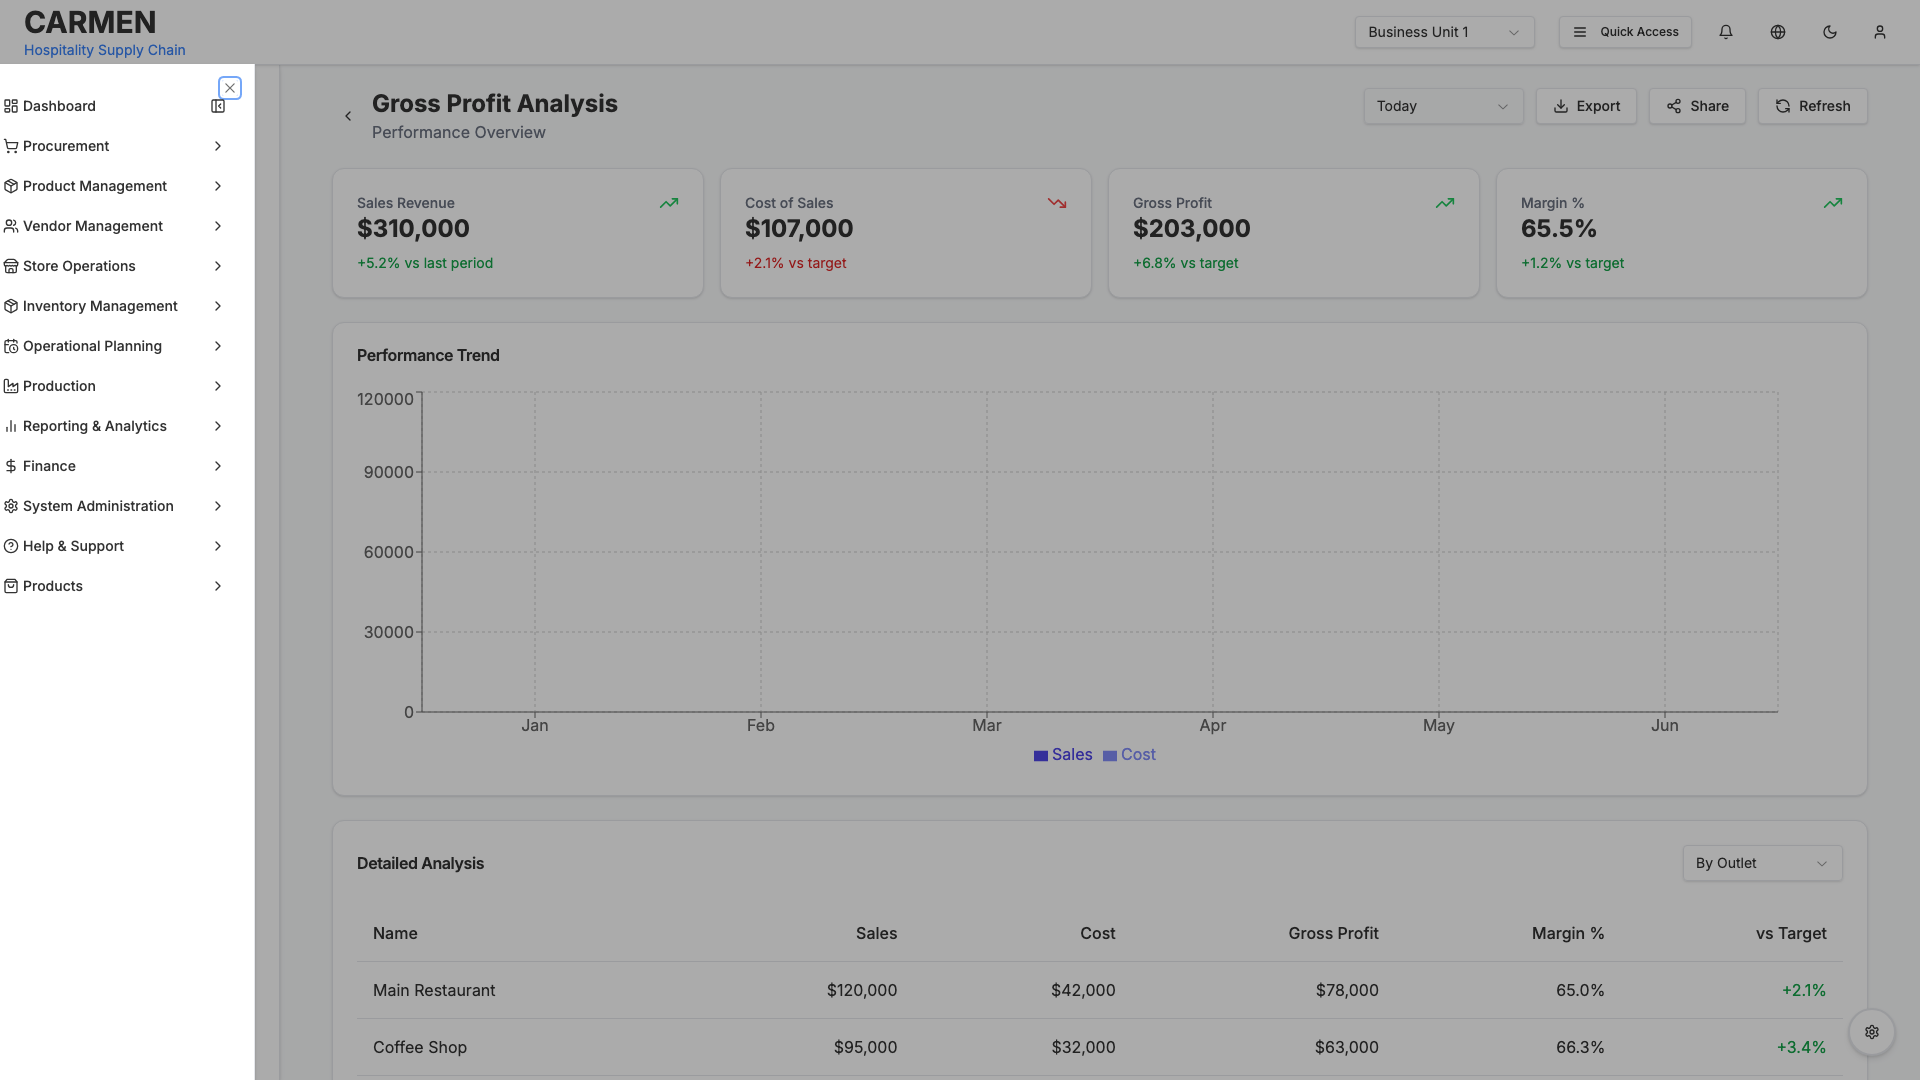 CARMEN
Hospitality Supply Chain
Business Unit 1
Quick Access
Dashboard
Procurement
Product Management
Vendor Management
Store Operations
Inventory Management
Operational Planning
Production
Reporting & Analytics
Finance
System Administration
Help & Support
Products
Gross Profit Analysis
Performance Overview
Today
Export
Share
Refresh
Sales Revenue
$310,000
+5.2% vs last period
Cost of Sales
$107,000
+2.1% vs target
Gross Profit
$203,000
+6.8% vs target
Margin %
65.5%
+1.2% vs target
Performance Trend
120000
90000
60000
30000
0
Jan Feb Mar Apr May Jun
Sales Cost
Detailed Analysis
By Outlet
Name Sales Cost Gross Profit Margin % vs Target
Main Restaurant $120,000 $42,000 $78,000 65.0% +2.1%
Coffee Shop $95,000 $32,000 $63,000 66.3% +3.4%